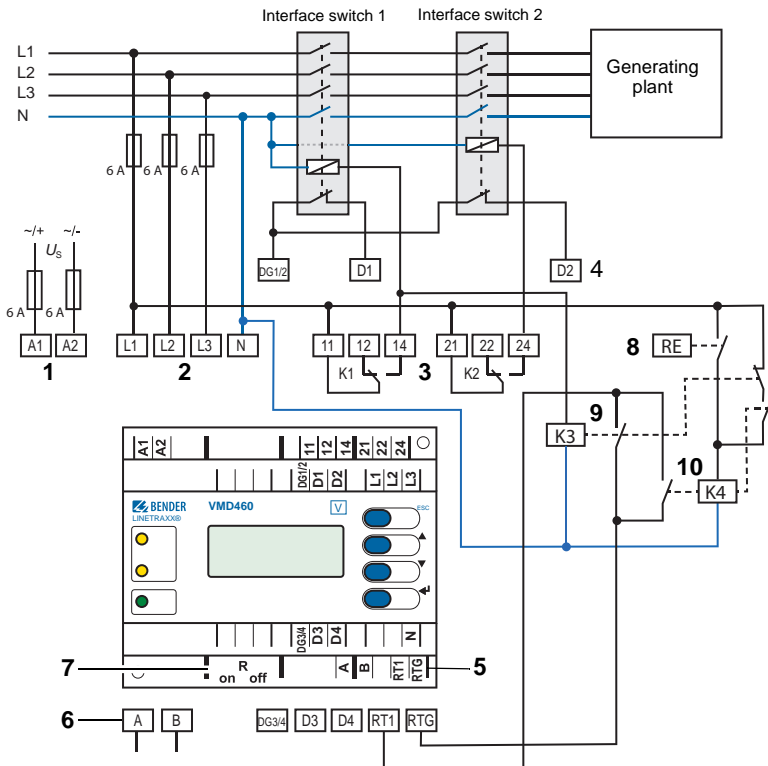 Interface switch 1 Interface switch 2
L1
L2
L3
N
Generating
plant
6 A 6 A 6 A
~/+ ~/-
US
6 A 6 A
DG1/2 D1 D2 4
A1 A2 L1 L2 L3 N 11 12 14 21 22 24
1 2 K1 3 K2
8 RE
9
K3
10
K4
A1 A2 11 12 14 21 22 24
DG1/2 D1 D2 L1 L2 L3
BENDER
LINETRAXX®
VMD460 V
ESC
DG3/4 D3 D4 N
7 R
on off
A B RT1 RTG 5
6 A B DG3/4 D3 D4 RT1 RTG